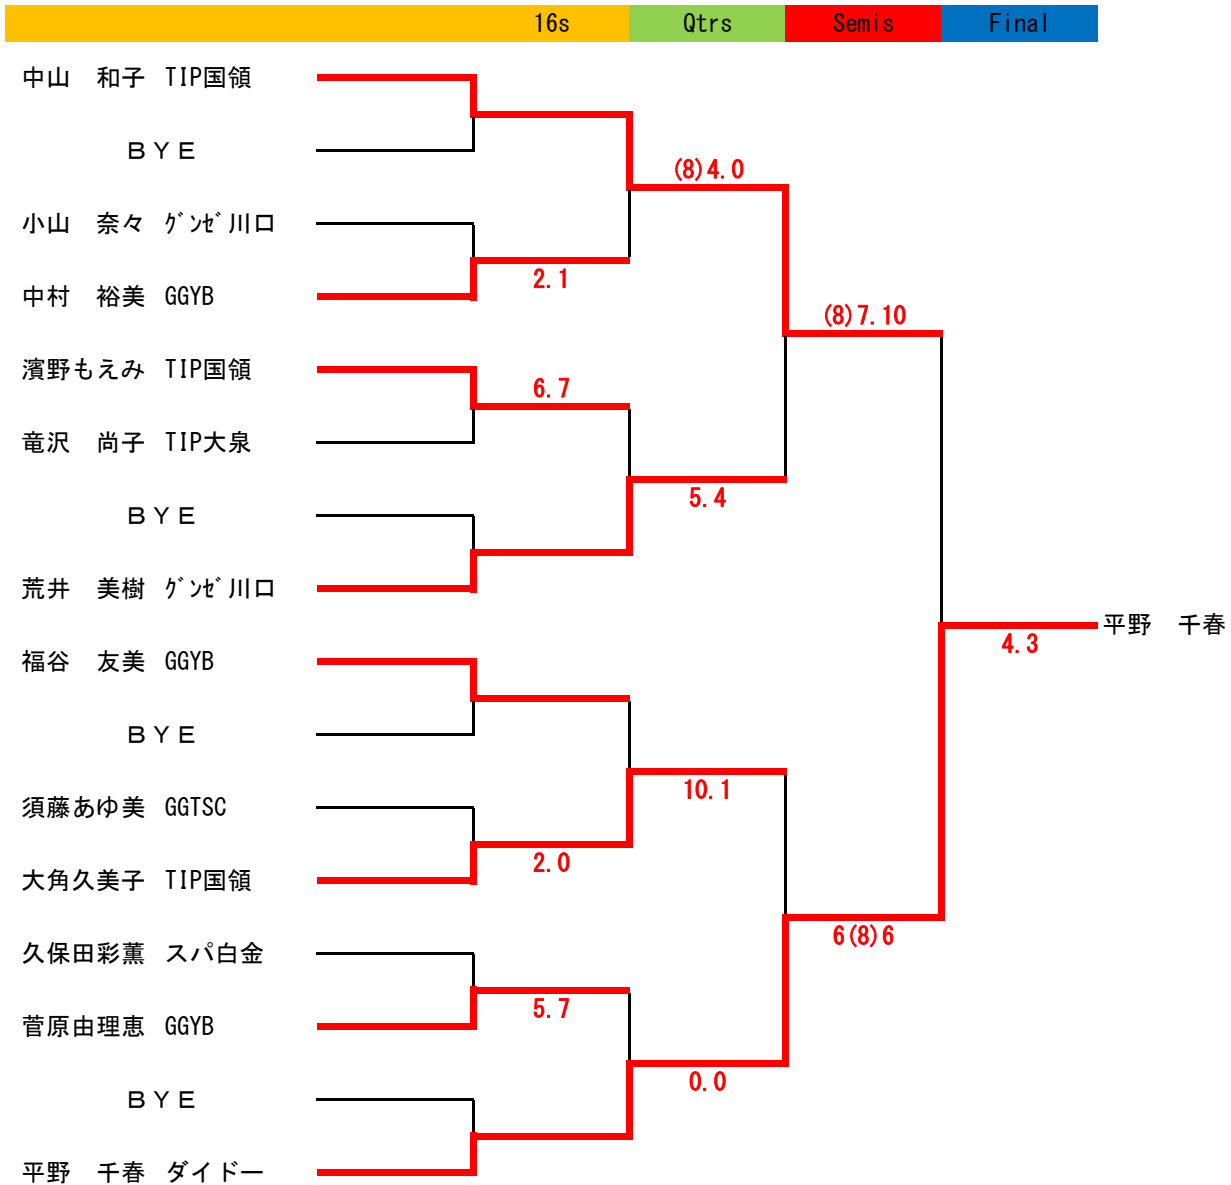 16s Qtrs Semis Final
中山　和子 TIP国領
ＢＹＥ
(8)4.0
小山　奈々 ｸﾞﾝｾﾞ川口
2.1
中村　裕美 GGYB
(8)7.10
濱野もえみ TIP国領
6.7
竜沢　尚子 TIP大泉
5.4
ＢＹＥ
荒井　美樹 ｸﾞﾝｾﾞ川口
平野　千春
4.3
福谷　友美 GGYB
ＢＹＥ
10.1
須藤あゆ美 GGTSC
2.0
大角久美子 TIP国領
6(8)6
久保田彩薫 スパ白金
5.7
菅原由理恵 GGYB
0.0
ＢＹＥ
平野　千春 ダイドー